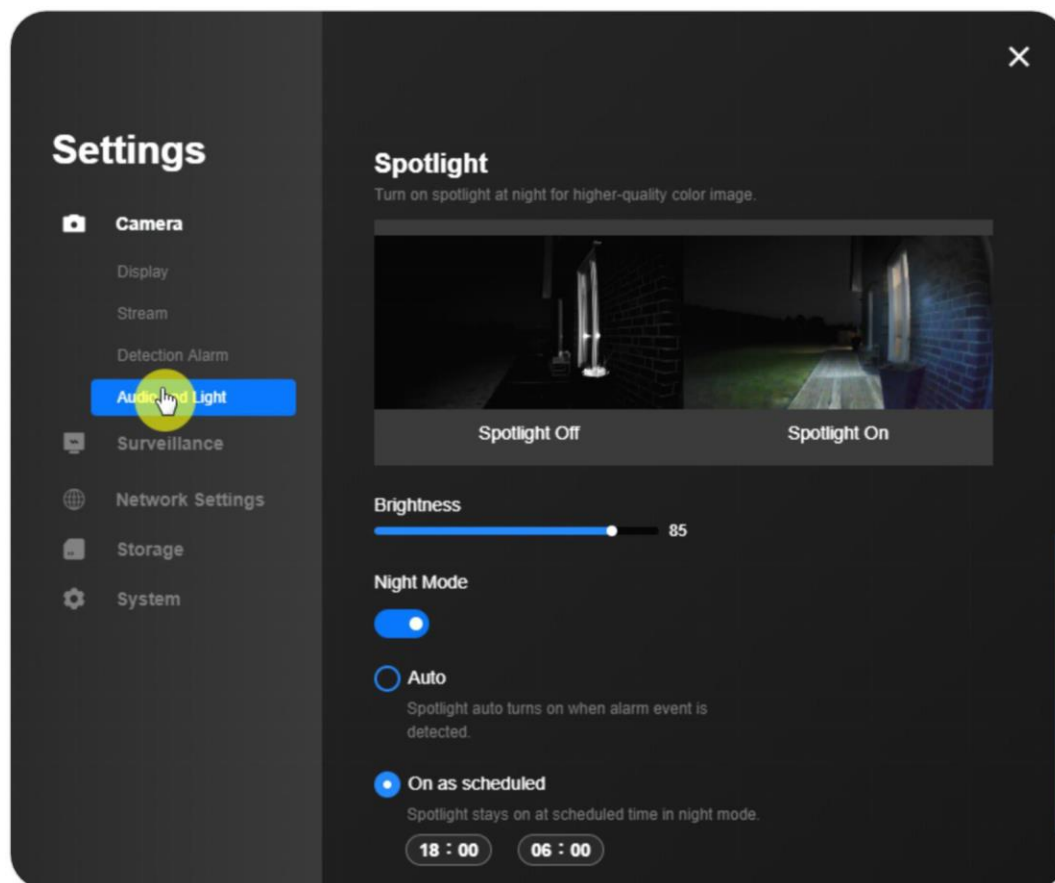 Settings
Camera
Display
Stream
Detection Alarm
Light
Surveillance
Network Settings
Storage
System
Spotlight
Turn on spotlight at night for higher-quality color image.
Spotlight Off
Spotlight On
Brightness
85
Night Mode
Auto
Spotlight auto turns on when alarm event is
detected.
On as scheduled
Spotlight stays on at scheduled time in night mode.
18 : 00
06 : 00